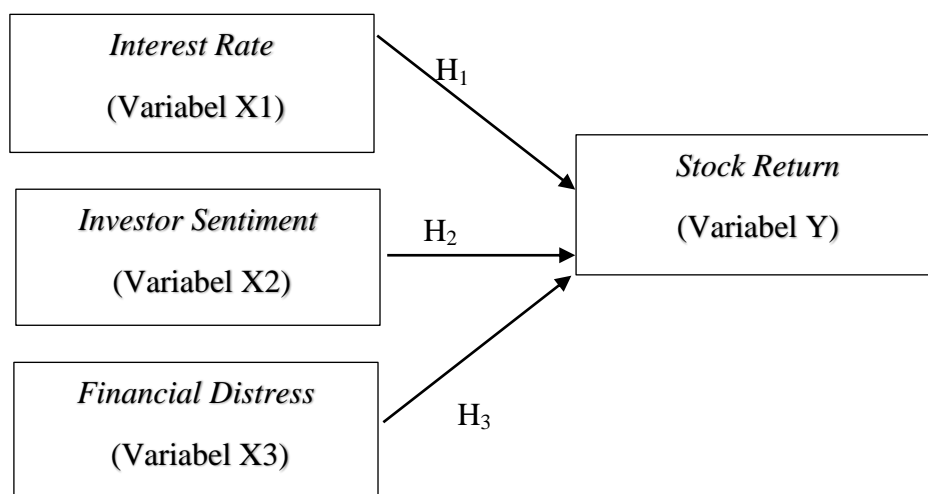 Interest Rate
(Variabel X1)
H₁
Stock Return
(Variabel Y)
Investor Sentiment
(Variabel X2)
H₂
Financial Distress
(Variabel X3)
H₃